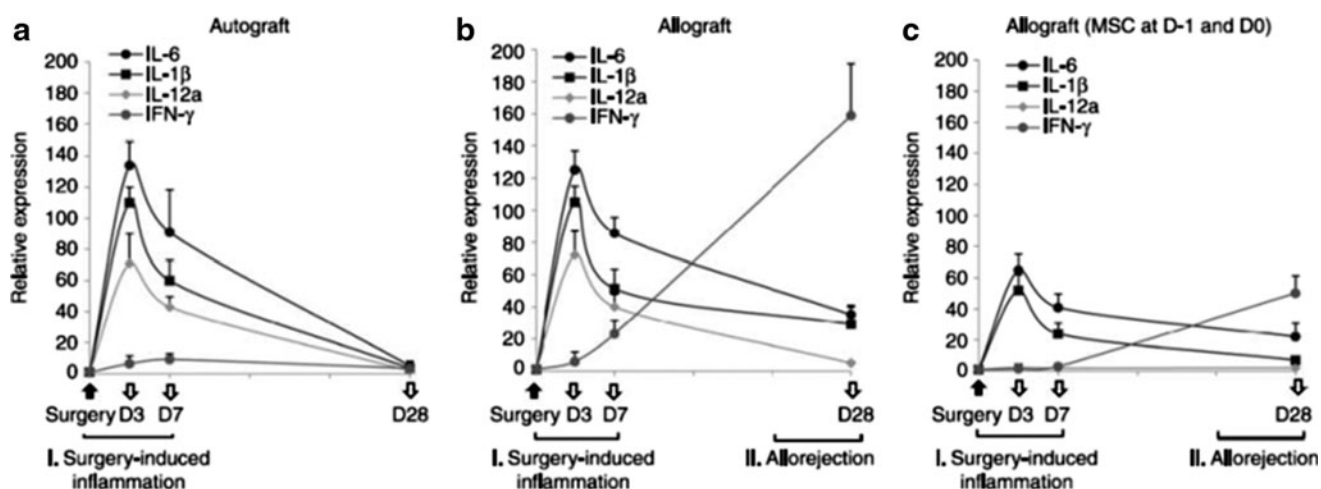 a
Autograft
200
180
160
140
120
100
80
60
40
20
0
Relative expression
IL-6
IL-1β
IL-12a
IFN-γ
Surgery D3 D7 D28
I. Surgery-induced
inflammation
b
Allograft
200
180
160
140
120
100
80
60
40
20
0
Relative expression
IL-6
IL-1β
IL-12a
IFN-γ
Surgery D3 D7 D28
I. Surgery-induced
inflammation
II. Allorejection
c
Allograft (MSC at D-1 and D0)
200
180
160
140
120
100
80
60
40
20
0
Relative expression
IL-6
IL-1β
IL-12a
IFN-γ
Surgery D3 D7 D28
I. Surgery-induced
inflammation
II. Allorejection